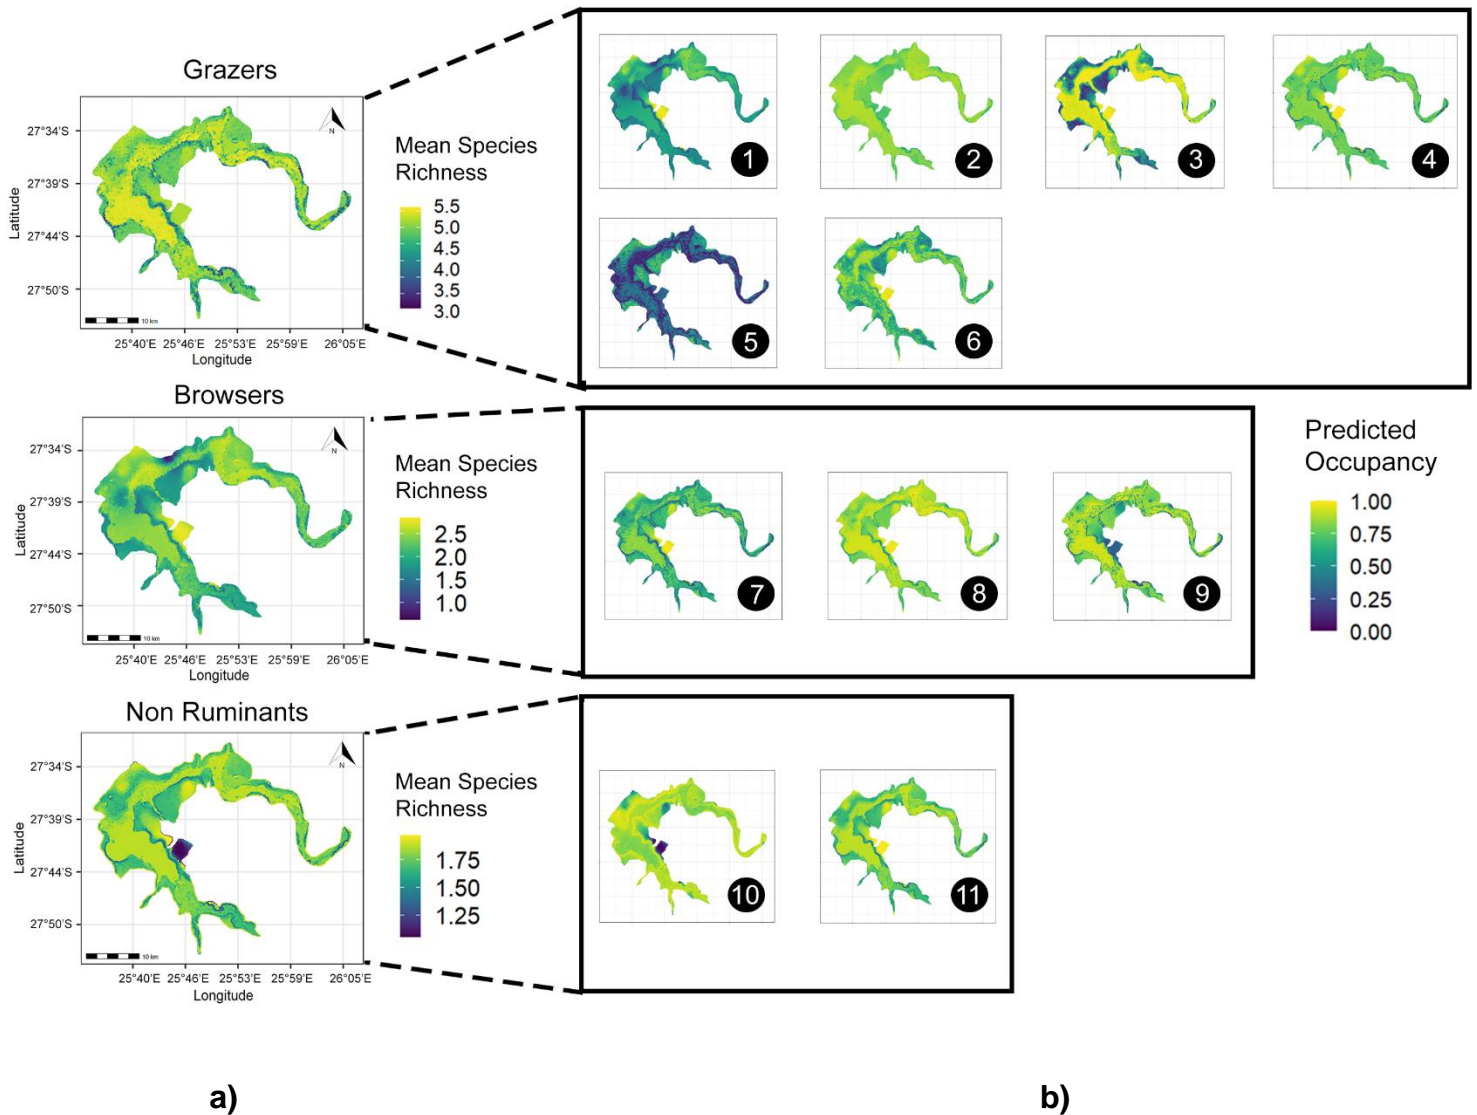 Grazers
N
27°34'S
27°39'S
27°44'S
27°50'S
Latitude
10 km
25°40'E 25°46'E 25°53'E 25°59'E 26°05'E
Longitude
Mean Species
Richness
5.5
5.0
4.5
4.0
3.5
3.0
1
2
3
4
5
6
Browsers
N
27°34'S
27°39'S
27°44'S
27°50'S
Latitude
10 km
25°40'E 25°46'E 25°53'E 25°59'E 26°05'E
Longitude
Mean Species
Richness
2.5
2.0
1.5
1.0
7
8
9
Predicted
Occupancy
1.00
0.75
0.50
0.25
0.00
Non Ruminants
N
27°34'S
27°39'S
27°44'S
27°50'S
Latitude
10 km
25°40'E 25°46'E 25°53'E 25°59'E 26°05'E
Longitude
Mean Species
Richness
1.75
1.50
1.25
10
11
a)
b)